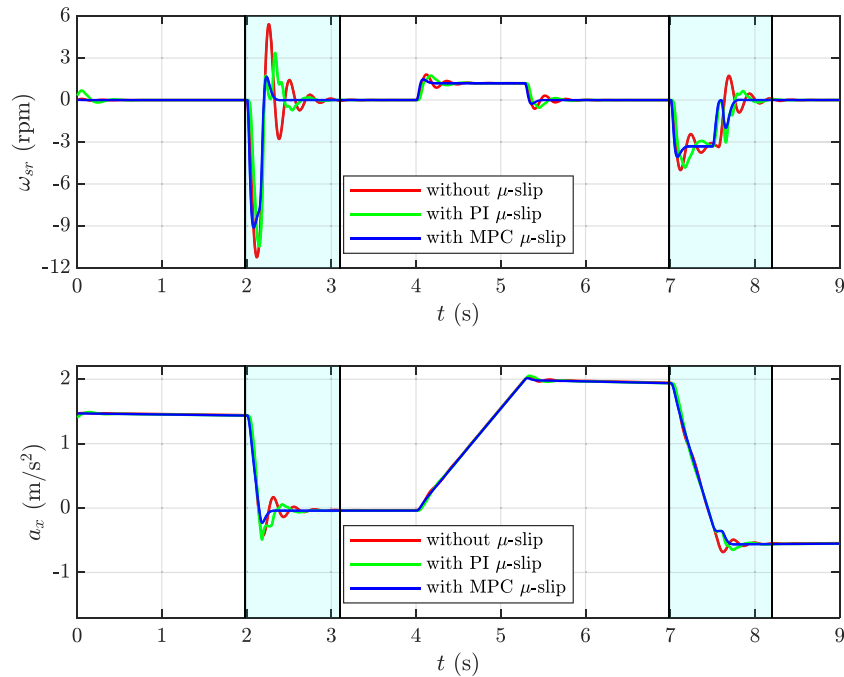 6
3
0
-3
-6
-9
-12
ω_sr (rpm)
without μ-slip
with PI μ-slip
with MPC μ-slip
0 1 2 3 4 5 6 7 8 9
t (s)
2
1
0
-1
a_x (m/s²)
without μ-slip
with PI μ-slip
with MPC μ-slip
0 1 2 3 4 5 6 7 8 9
t (s)